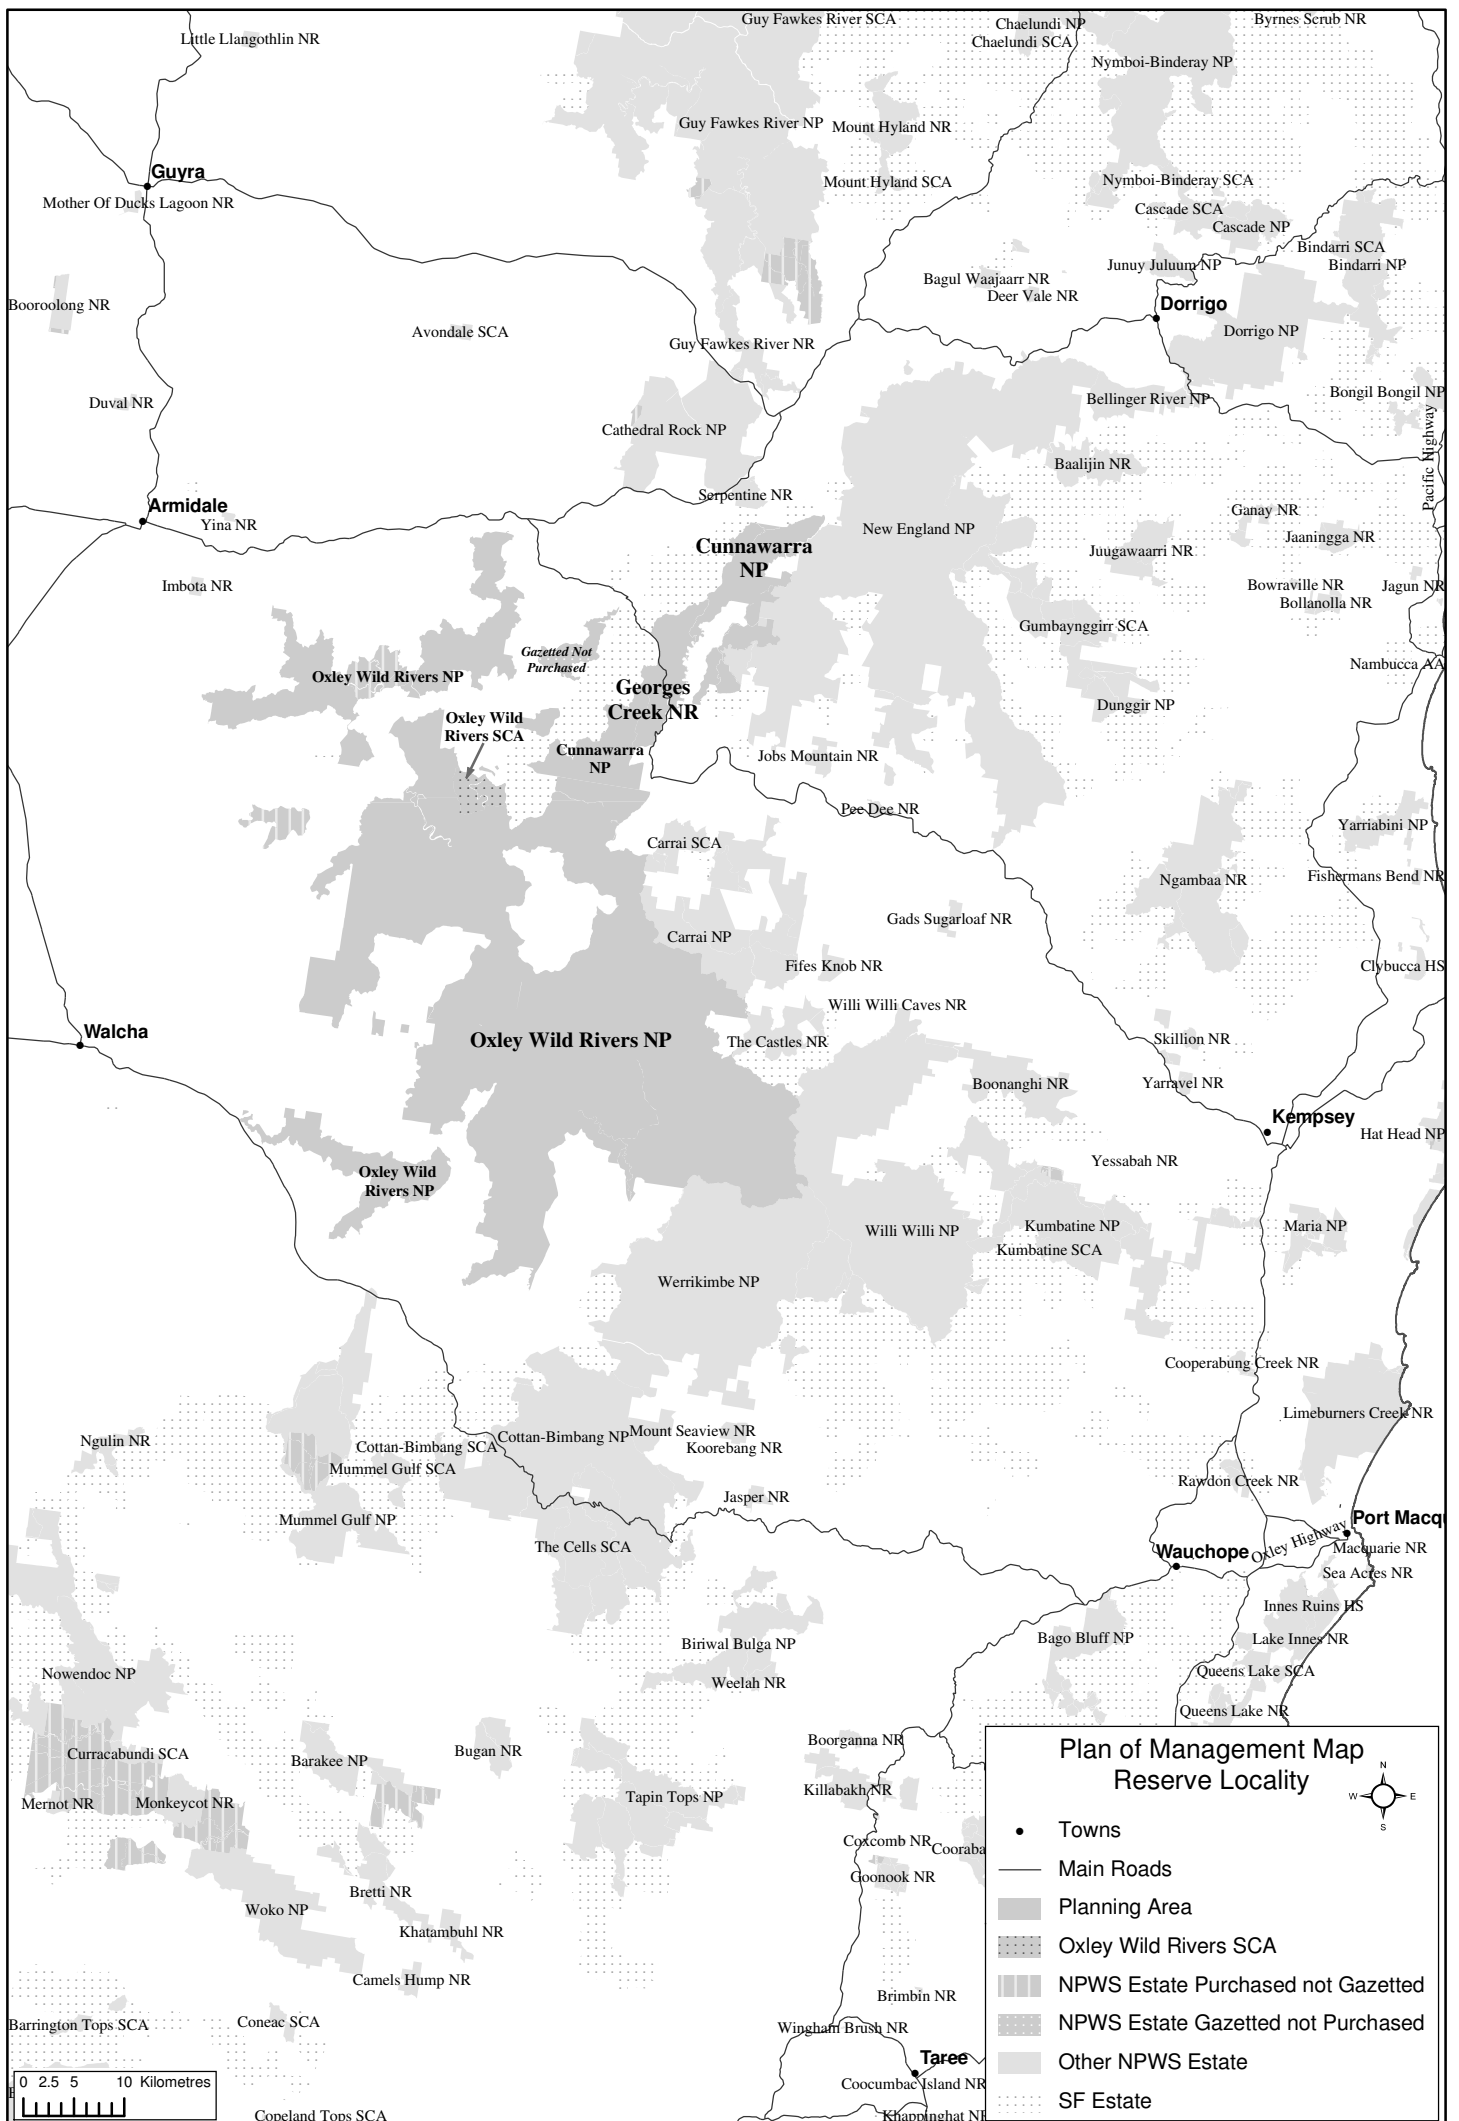 Guy Fawkes River SCA
Chaelundi NP
Byrnes Scrub NR
Little Llangothlin NR
Chaelundi SCA
Nymboi-Binderay NP
Guy Fawkes River NP
Mount Hyland NR
Guyra
Mount Hyland SCA
Nymboi-Binderay SCA
Mother Of Ducks Lagoon NR
Cascade SCA
Cascade NP
Bindarri SCA
Junuy Juluum NP
Bindarri NP
Bagul Waajaarr NR
Deer Vale NR
Booroolong NR
Dorrigo
Avondale SCA
Dorrigo NP
Guy Fawkes River NR
Duval NR
Bellinger River NP
Bongil Bongil NP
Cathedral Rock NP
Pacific Highway
Baalijin NR
Serpentine NR
Armidale
Ganay NR
Yina NR
New England NP
Jaaningga NR
Cunnawarra
NP
Juugawaarri NR
Imbota NR
Bowraville NR
Jagun NR
Bollanolla NR
Gumbaynggirr SCA
Gazetted Not
Purchased
Nambucca AA
Oxley Wild Rivers NP
Georges
Creek NR
Dunggir NP
Oxley Wild
Rivers SCA
Cunnawarra
NP
Jobs Mountain NR
Pee Dee NR
Yarriabini NP
Carrai SCA
Ngambaa NR
Fishermans Bend NR
Gads Sugarloaf NR
Carrai NP
Fifes Knob NR
Clybucca HS
Willi Willi Caves NR
Walcha
Oxley Wild Rivers NP
The Castles NR
Skillion NR
Boonanghi NR
Yarravel NR
Kempsey
Hat Head NP
Yessabah NR
Oxley Wild
Rivers NP
Willi Willi NP
Kumbatine NP
Maria NP
Kumbatine SCA
Werrikimbe NP
Cooperabung Creek NR
Limeburners Creek NR
Ngulin NR
Cottan-Bimbang SCA
Cottan-Bimbang NP
Mount Seaview NR
Koorebang NR
Mummel Gulf SCA
Rawdon Creek NR
Jasper NR
Mummel Gulf NP
Port Macqu
Oxley Highway
The Cells SCA
Wauchope
Macquarie NR
Sea Acres NR
Innes Ruins HS
Biriwal Bulga NP
Bago Bluff NP
Lake Innes NR
Nowendoc NP
Weelah NR
Queens Lake SCA
Queens Lake NR
Boorganna NR
Curracabundi SCA
Barakee NP
Bugan NR
Mernot NR
Monkeycot NR
Tapin Tops NP
Killabakh NR
Coxcomb NR
Cooraba
Goonook NR
Bretti NR
Woko NP
Khatambuhl NR
Camels Hump NR
Brimbin NR
Barrington Tops SCA
Coneac SCA
Wingham Brush NR
Taree
Coocumbac Island NR
Khappinghat NP
Copeland Tops SCA
0 2.5 5 10 Kilometres
Plan of Management Map
Reserve Locality
N
W E
S
Towns
Main Roads
Planning Area
Oxley Wild Rivers SCA
NPWS Estate Purchased not Gazetted
NPWS Estate Gazetted not Purchased
Other NPWS Estate
SF Estate